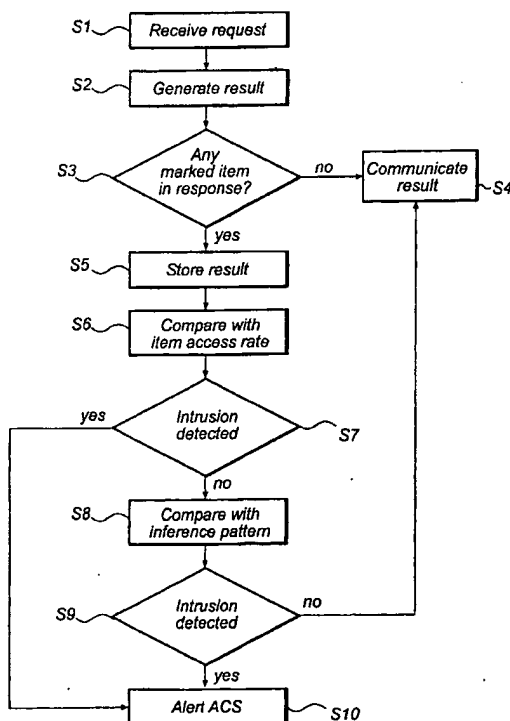 S1
Receive request
S2
Generate result
S3
Any
marked item
in response?
no
Communicate
result
S4
yes
S5
Store result
S6
Compare with
item access rate
yes
Intrusion
detected
S7
no
S8
Compare with
inference pattern
S9
Intrusion
detected
no
yes
Alert ACS
S10